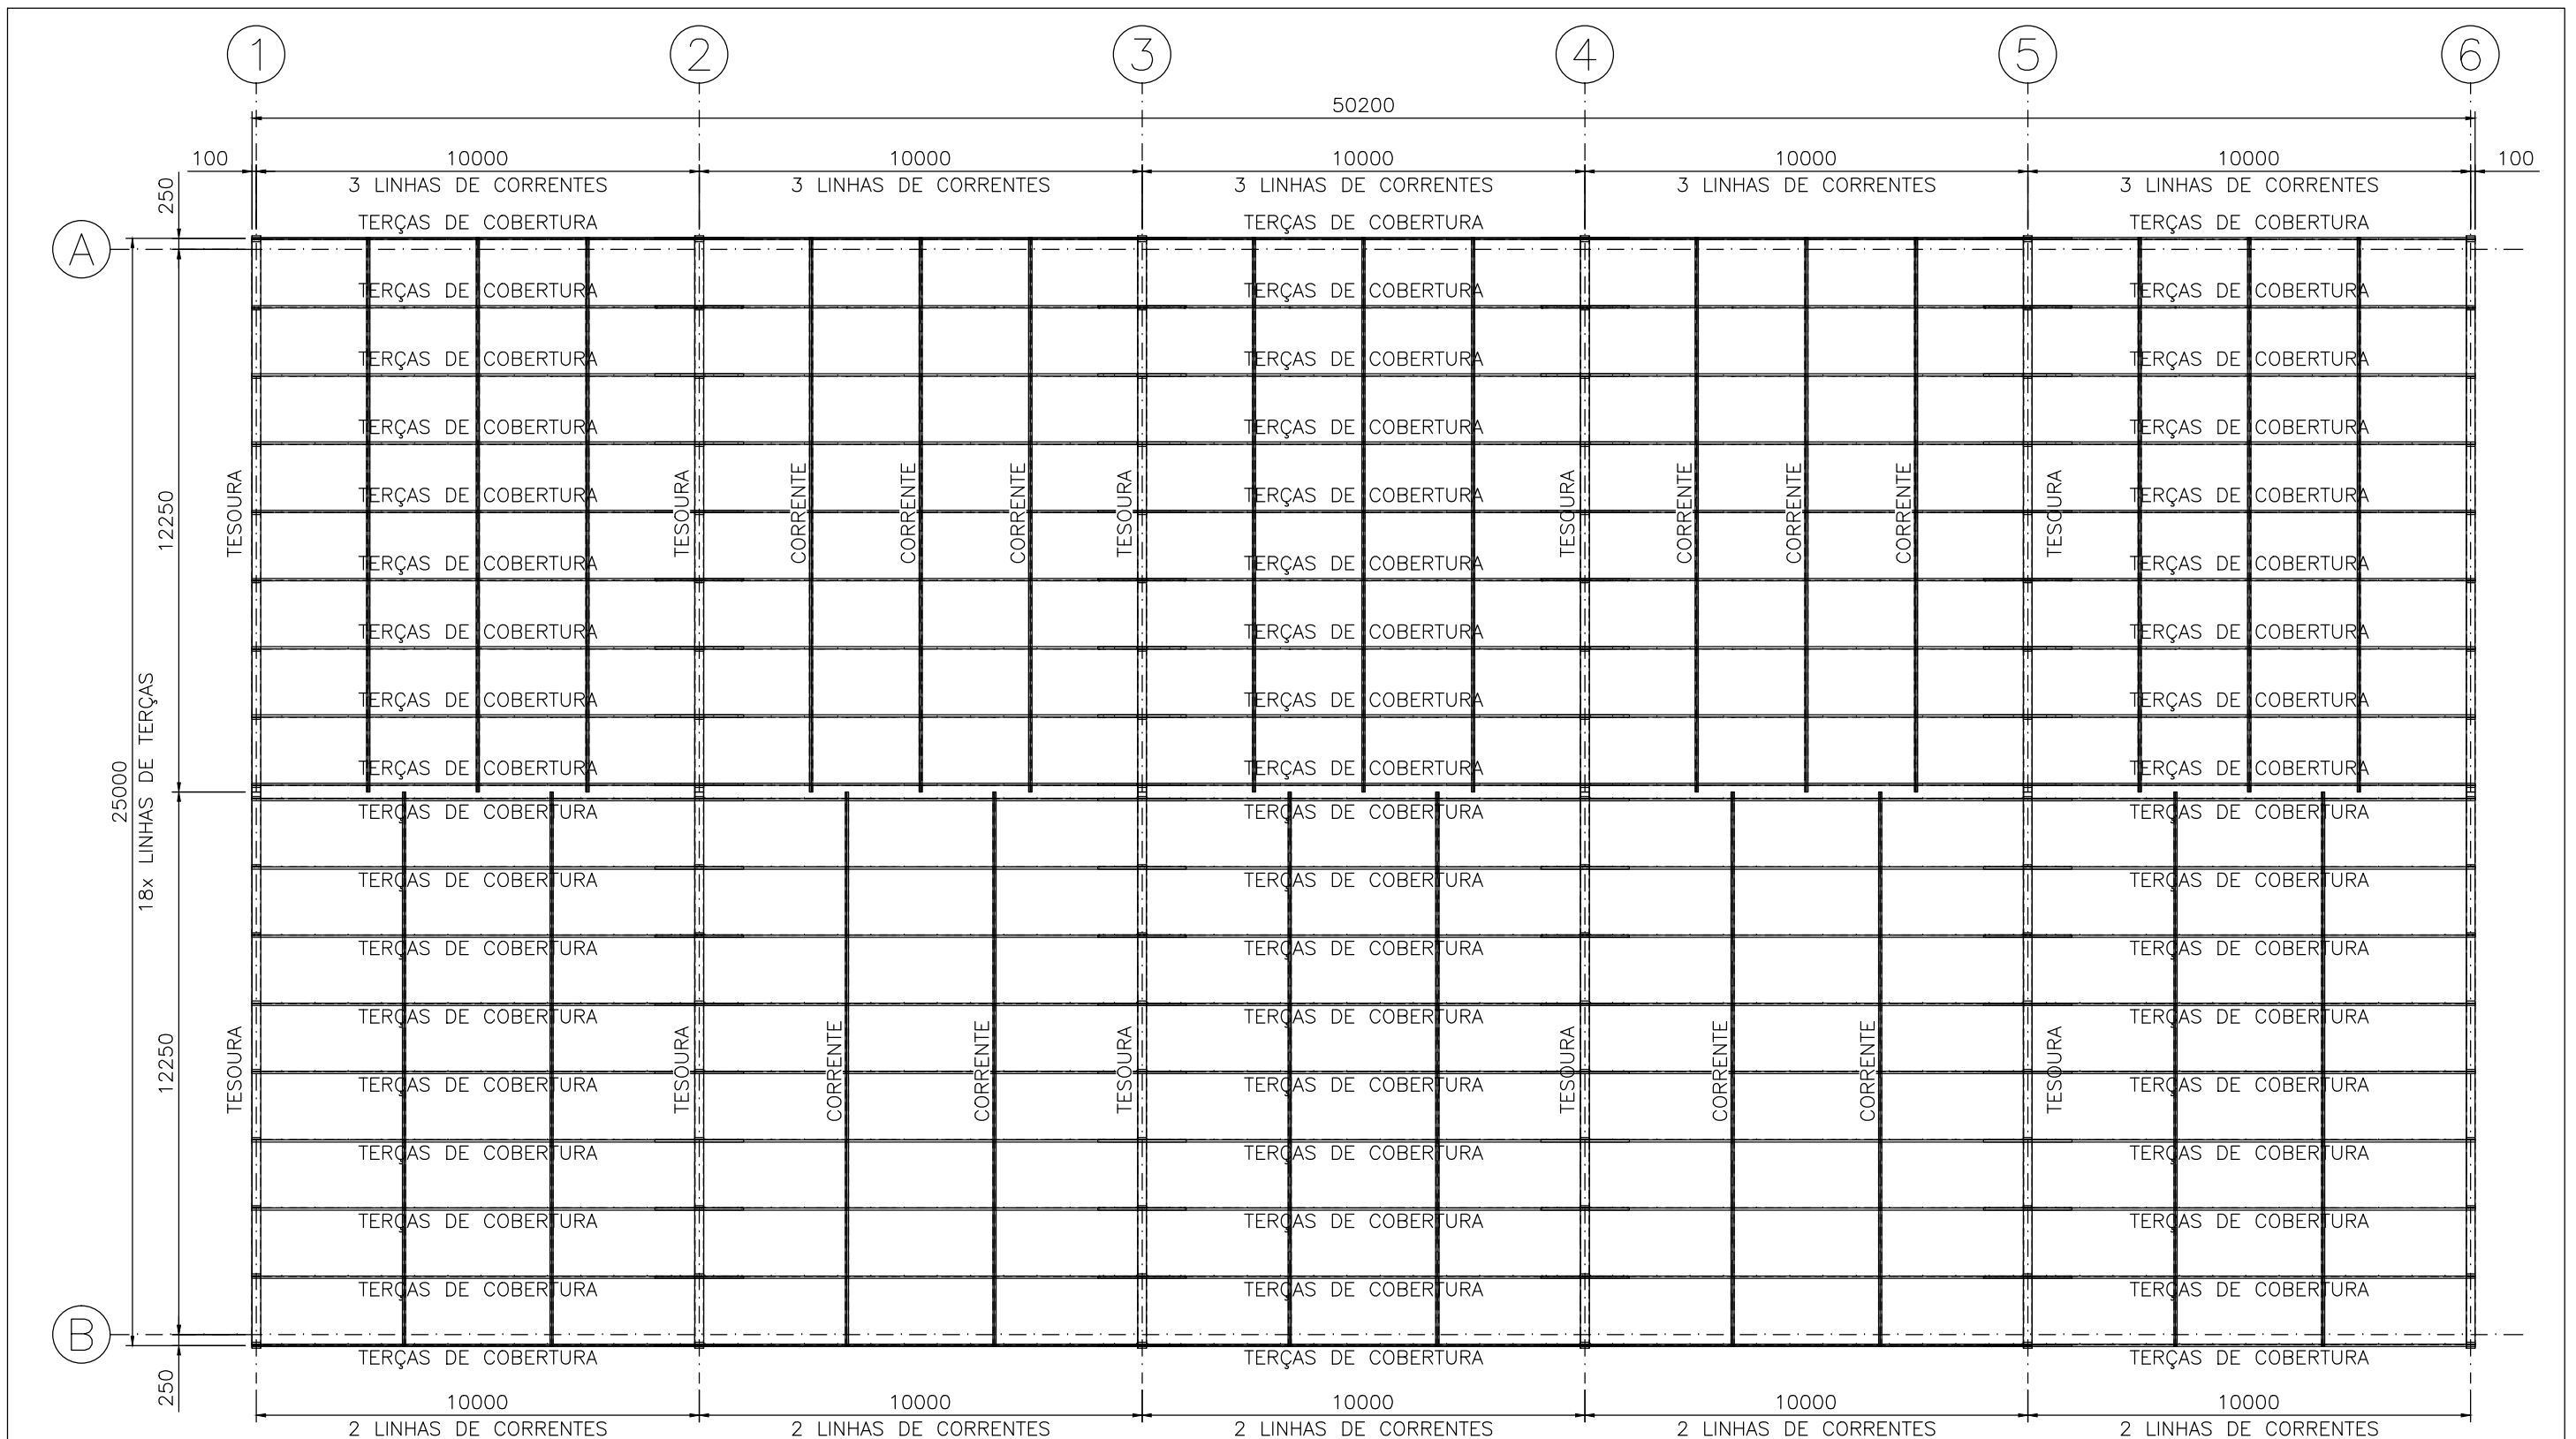 1 2 3 4 5 6
50200
100 10000 10000 10000 10000 10000 100
3 LINHAS DE CORRENTES 3 LINHAS DE CORRENTES 3 LINHAS DE CORRENTES 3 LINHAS DE CORRENTES 3 LINHAS DE CORRENTES
250
TERÇAS DE COBERTURA TERÇAS DE COBERTURA TERÇAS DE COBERTURA
A
TERÇAS DE COBERTURA TERÇAS DE COBERTURA TERÇAS DE COBERTURA
TERÇAS DE COBERTURA TERÇAS DE COBERTURA TERÇAS DE COBERTURA
TERÇAS DE COBERTURA TERÇAS DE COBERTURA TERÇAS DE COBERTURA
TERÇAS DE COBERTURA TERÇAS DE COBERTURA TERÇAS DE COBERTURA
12250
TESOURA TESOURA CORRENTE CORRENTE CORRENTE TESOURA TESOURA CORRENTE CORRENTE CORRENTE TESOURA
TERÇAS DE COBERTURA TERÇAS DE COBERTURA TERÇAS DE COBERTURA
TERÇAS DE COBERTURA TERÇAS DE COBERTURA TERÇAS DE COBERTURA
TERÇAS DE COBERTURA TERÇAS DE COBERTURA TERÇAS DE COBERTURA
TERÇAS DE COBERTURA TERÇAS DE COBERTURA TERÇAS DE COBERTURA
25000
18x LINHAS DE TERÇAS
TERÇAS DE COBERTURA TERÇAS DE COBERTURA TERÇAS DE COBERTURA
TERÇAS DE COBERTURA TERÇAS DE COBERTURA TERÇAS DE COBERTURA
TERÇAS DE COBERTURA TERÇAS DE COBERTURA TERÇAS DE COBERTURA
TERÇAS DE COBERTURA TERÇAS DE COBERTURA TERÇAS DE COBERTURA
12250
TESOURA TESOURA CORRENTE CORRENTE TESOURA TESOURA CORRENTE CORRENTE TESOURA
TERÇAS DE COBERTURA TERÇAS DE COBERTURA TERÇAS DE COBERTURA
TERÇAS DE COBERTURA TERÇAS DE COBERTURA TERÇAS DE COBERTURA
TERÇAS DE COBERTURA TERÇAS DE COBERTURA TERÇAS DE COBERTURA
TERÇAS DE COBERTURA TERÇAS DE COBERTURA TERÇAS DE COBERTURA
B
TERÇAS DE COBERTURA TERÇAS DE COBERTURA TERÇAS DE COBERTURA
250
10000 10000 10000 10000 10000
2 LINHAS DE CORRENTES 2 LINHAS DE CORRENTES 2 LINHAS DE CORRENTES 2 LINHAS DE CORRENTES 2 LINHAS DE CORRENTES